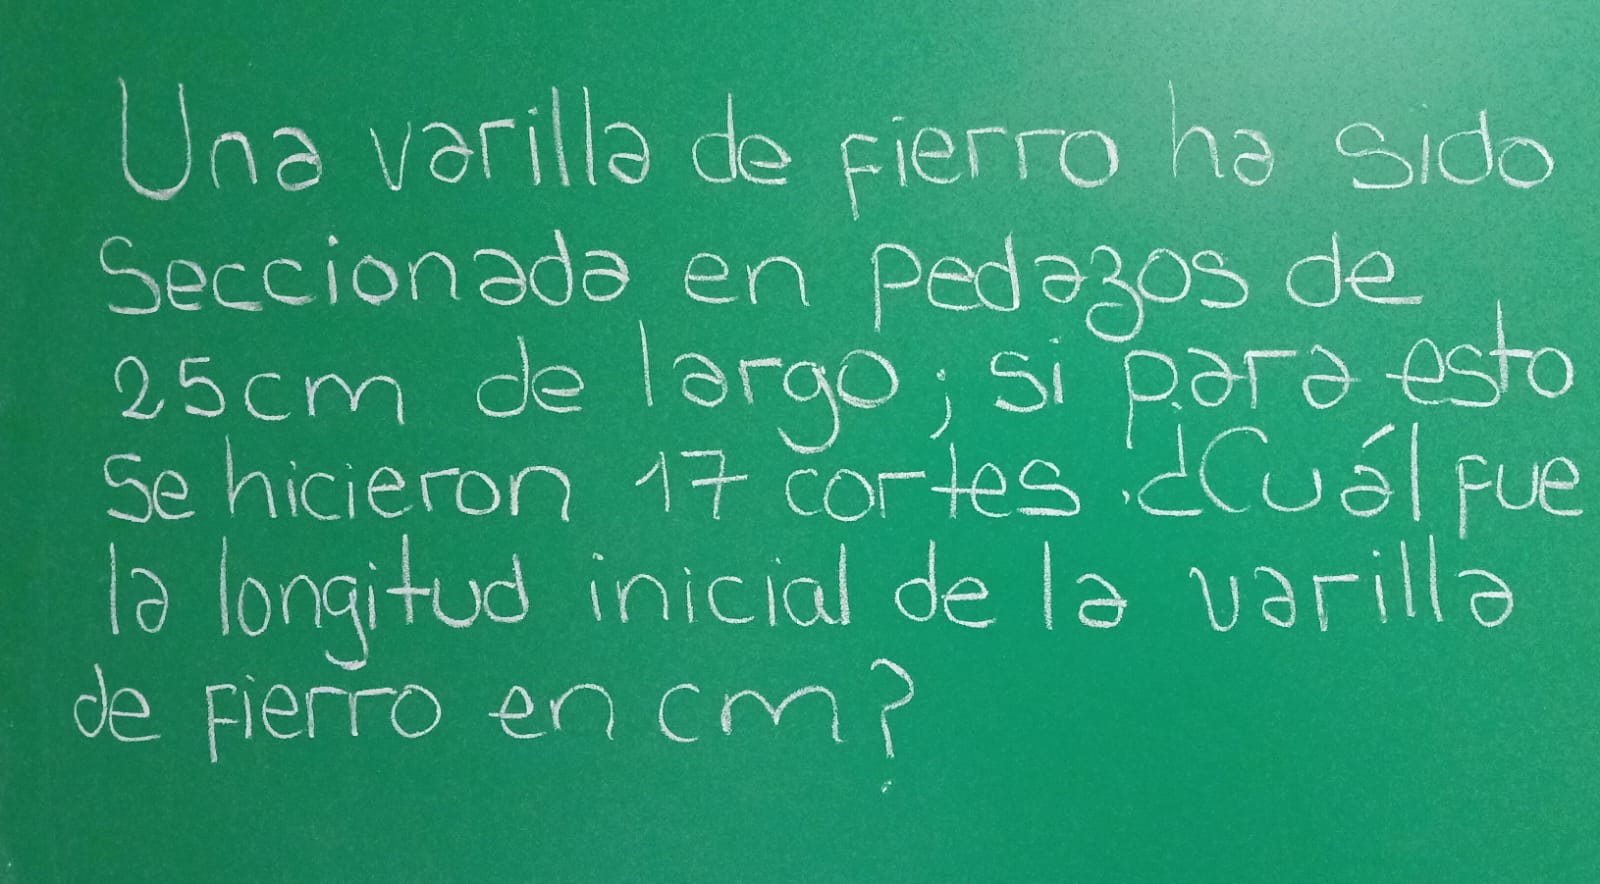 Una varilla de fierro ha sido
seccionada en pedazos de
25cm de largo; si para esto
se hicieron 17 cortes. ¿Cuál fue
la longitud inicial de la varilla
de fierro en cm?